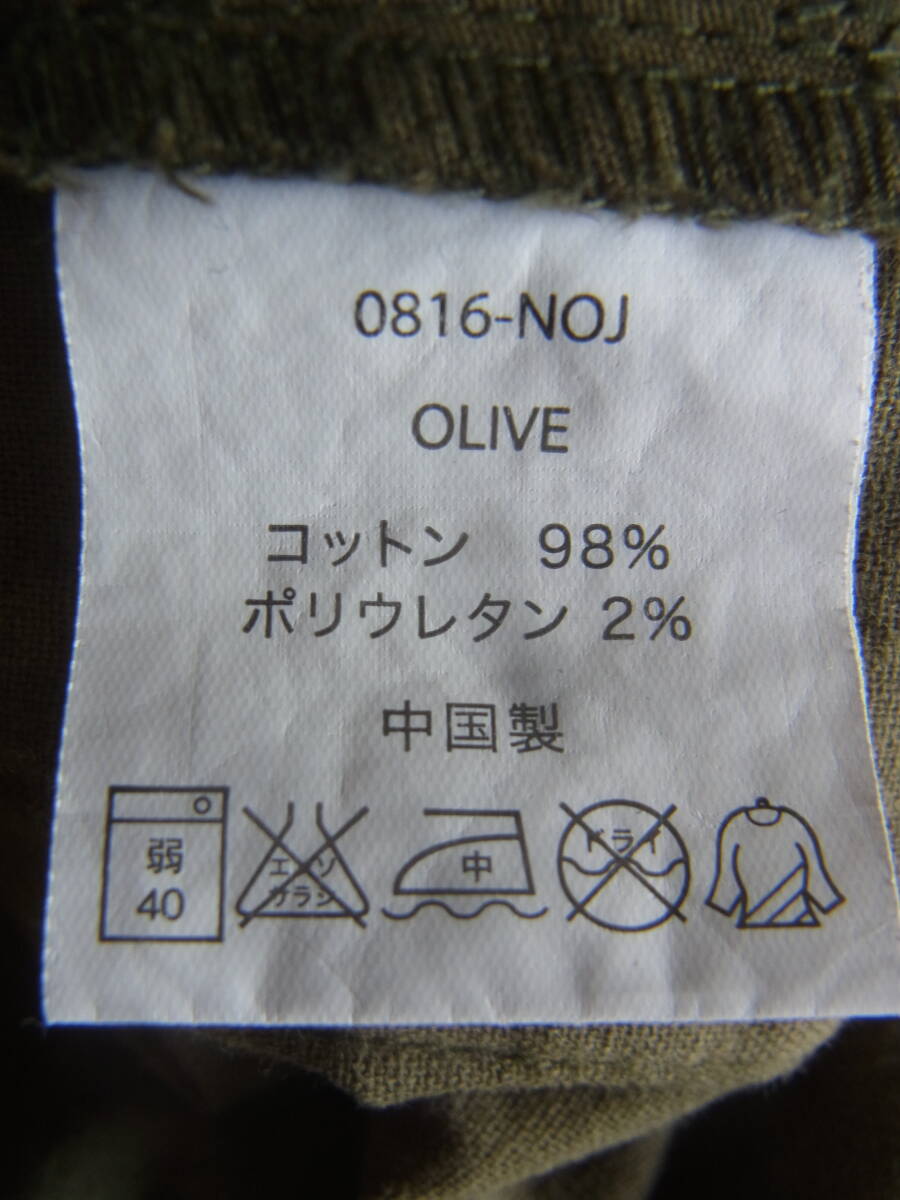 0816-NOJ
OLIVE
コットン 98%
ポリウレタン 2%
中国製
弱
40
エンソ
サラシ
中
ドライ